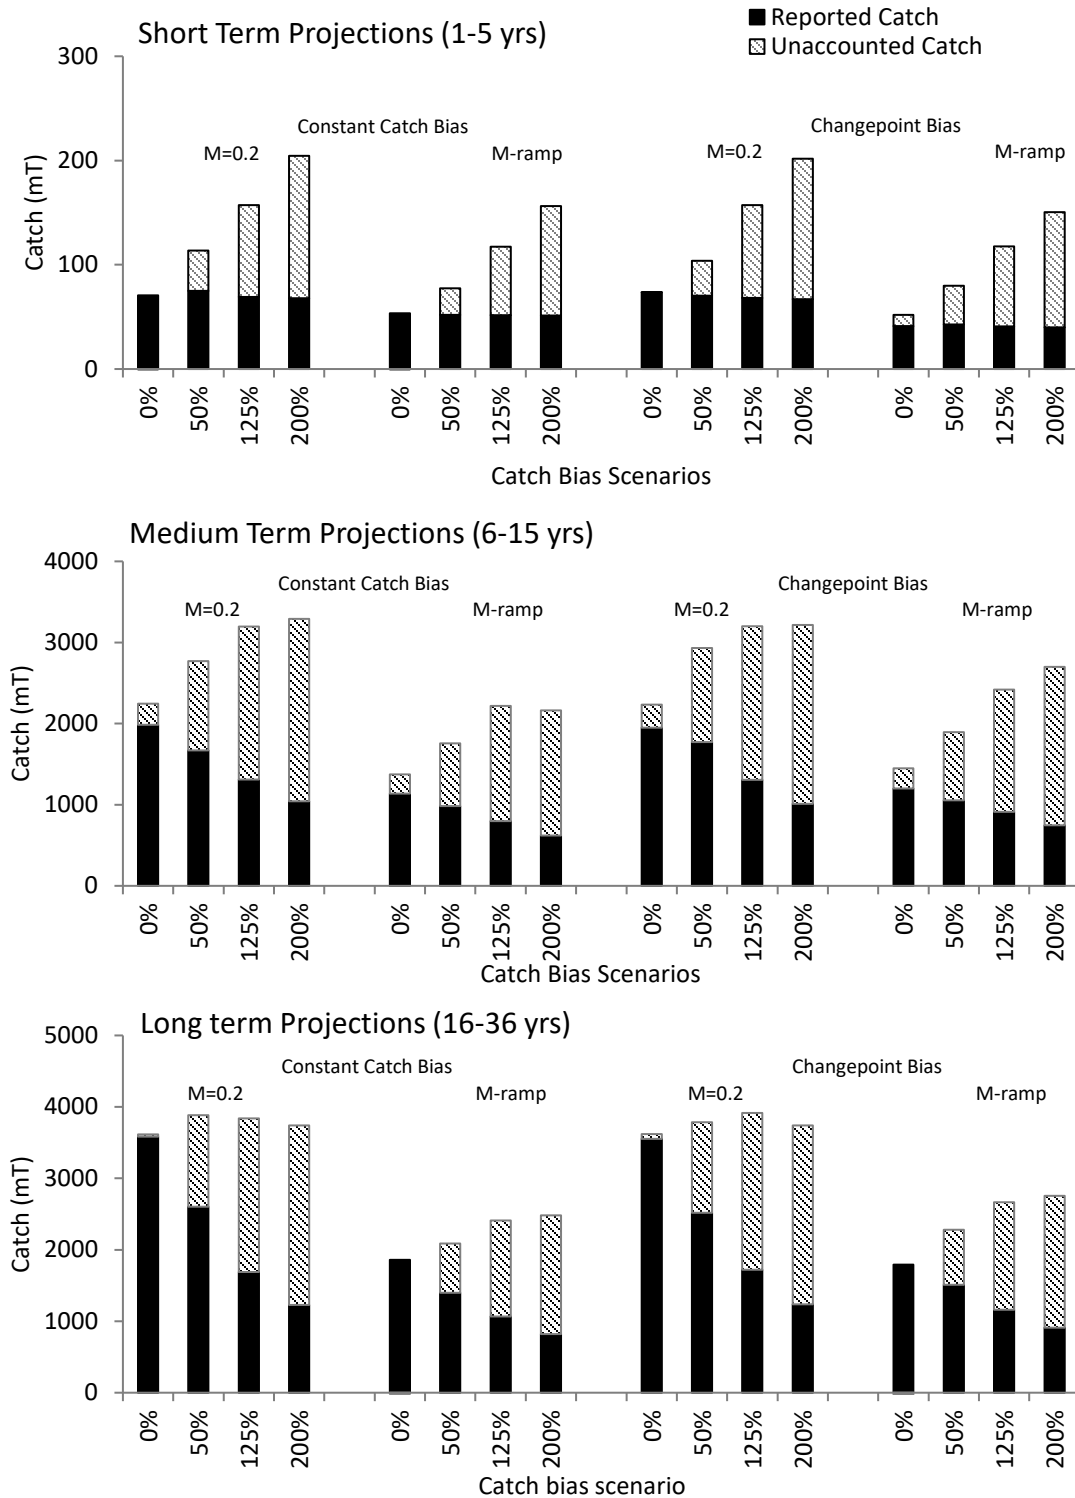 Short Term Projections (1-5 yrs)
Reported Catch
Unaccounted Catch
300
200
100
0
Catch (mT)
Constant Catch Bias
Changepoint Bias
M=0.2
M-ramp
M=0.2
M-ramp
0% 50% 125% 200% 0% 50% 125% 200% 0% 50% 125% 200% 0% 50% 125% 200%
Catch Bias Scenarios
Medium Term Projections (6-15 yrs)
4000
3000
2000
1000
0
Catch (mT)
Constant Catch Bias
Changepoint Bias
M=0.2
M-ramp
M=0.2
M-ramp
0% 50% 125% 200% 0% 50% 125% 200% 0% 50% 125% 200% 0% 50% 125% 200%
Catch Bias Scenarios
Long term Projections (16-36 yrs)
5000
4000
3000
2000
1000
0
Catch (mT)
Constant Catch Bias
Changepoint Bias
M=0.2
M-ramp
M=0.2
M-ramp
0% 50% 125% 200% 0% 50% 125% 200% 0% 50% 125% 200% 0% 50% 125% 200%
Catch bias scenario